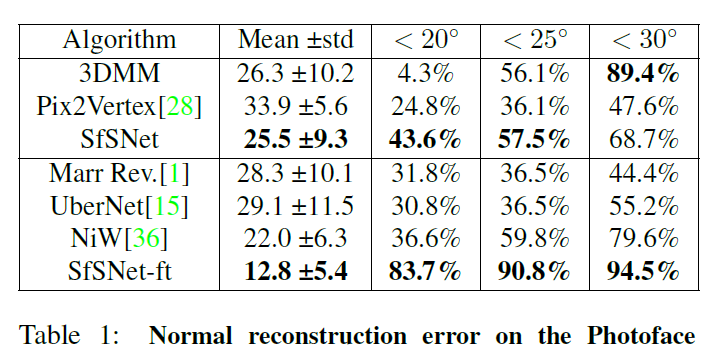 Algorithm Mean ±std < 20° < 25° < 30°
3DMM 26.3 ±10.2 4.3% 56.1% 89.4%
Pix2Vertex[28] 33.9 ±5.6 24.8% 36.1% 47.6%
SfSNet 25.5 ±9.3 43.6% 57.5% 68.7%
Marr Rev.[1] 28.3 ±10.1 31.8% 36.5% 44.4%
UberNet[15] 29.1 ±11.5 30.8% 36.5% 55.2%
NiW[36] 22.0 ±6.3 36.6% 59.8% 79.6%
SfSNet-ft 12.8 ±5.4 83.7% 90.8% 94.5%
Table 1: Normal reconstruction error on the Photoface